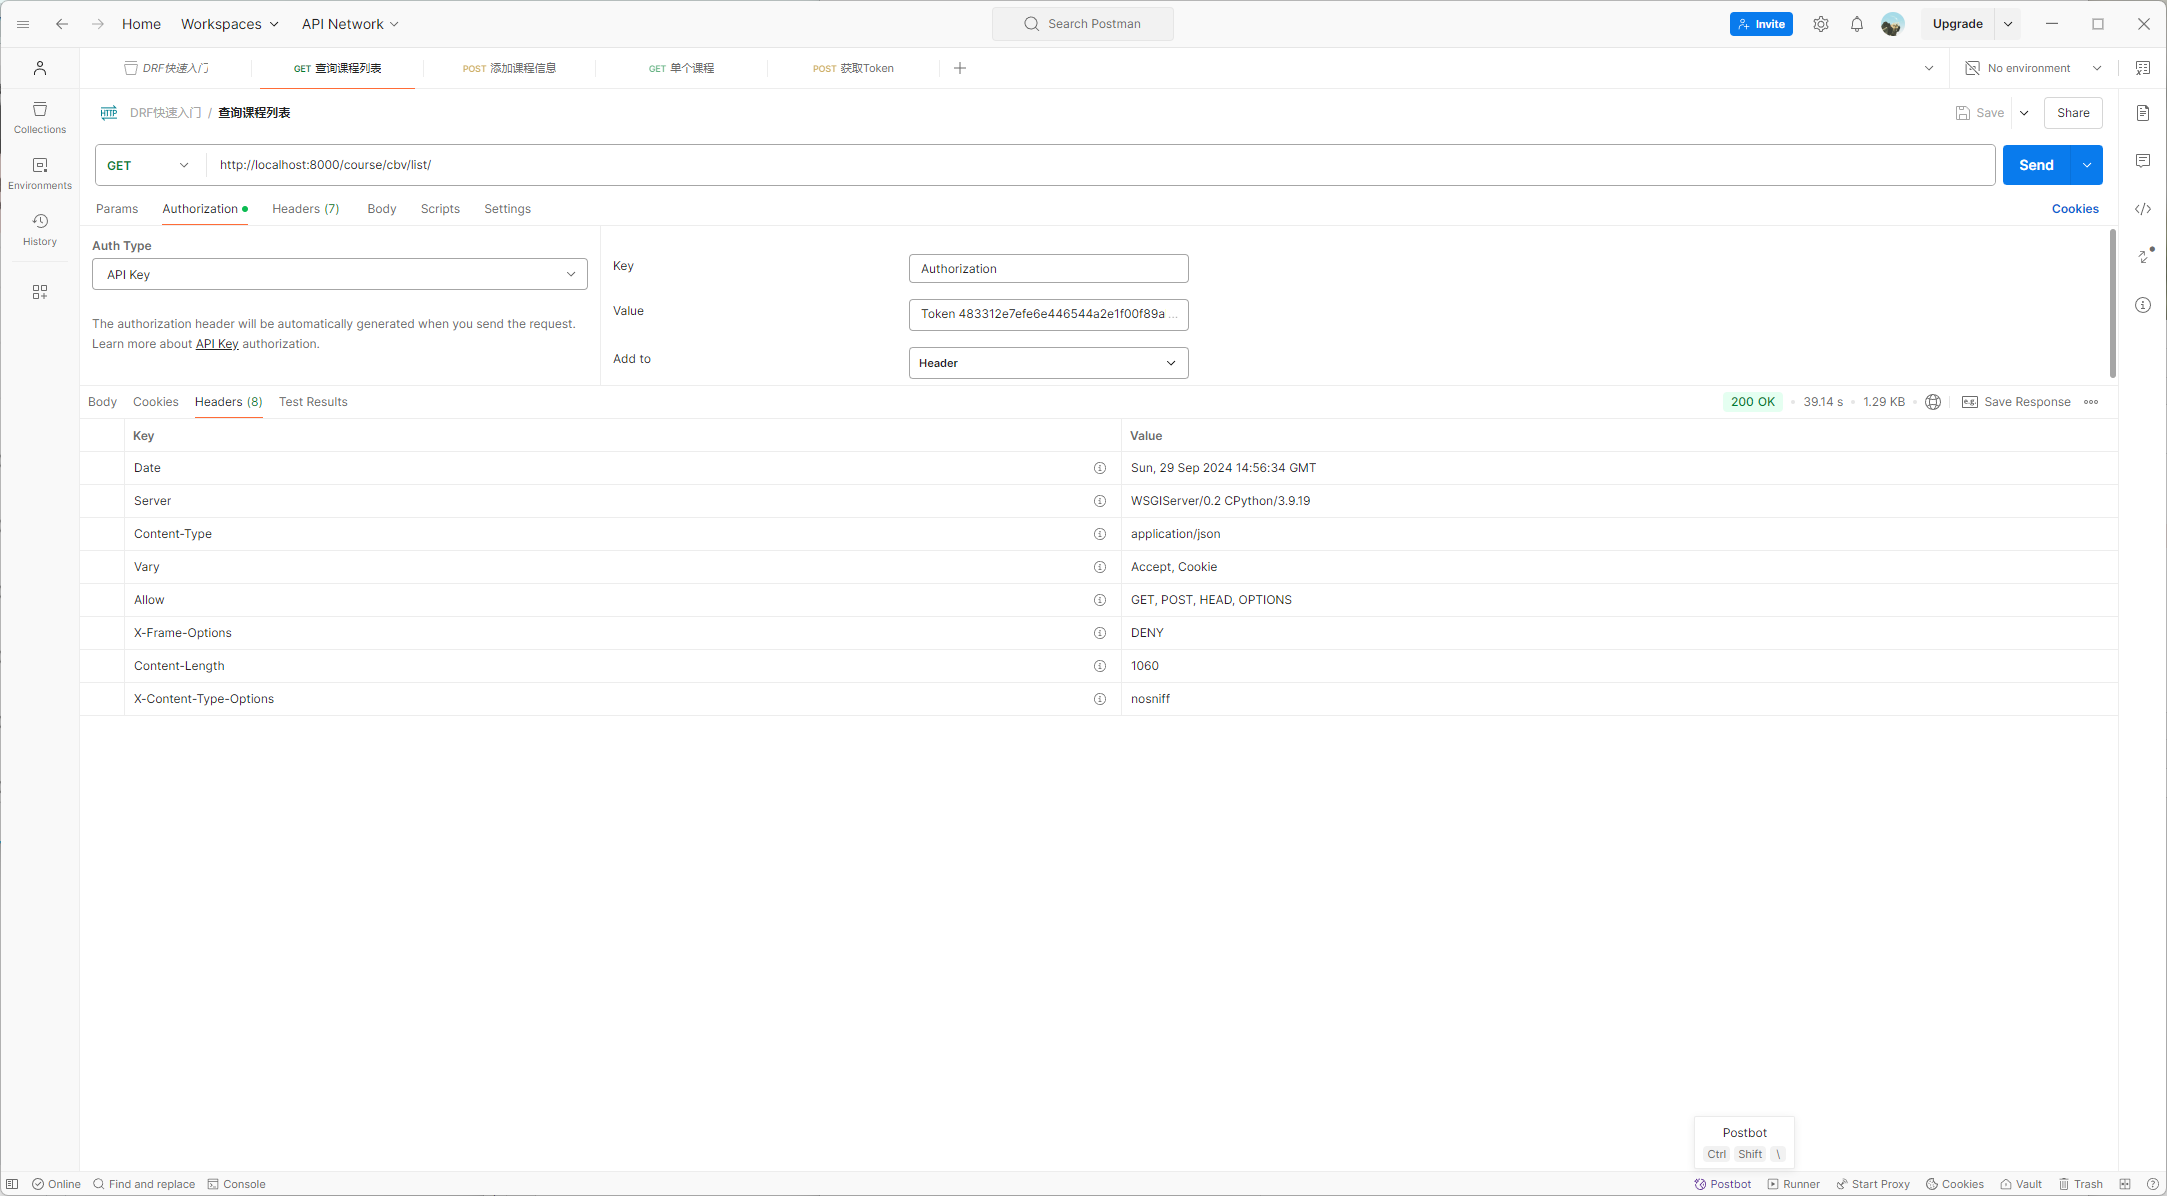 Home Workspaces API Network Search Postman Invite Upgrade
DRF快速入门 GET 查询课程列表 POST 添加课程信息 GET 单个课程 POST 获取Token No environment
HTTP DRF快速入门 / 查询课程列表 Save Share
Collections
GET http://localhost:8000/course/cbv/list/ Send
Environments
Params Authorization Headers (7) Body Scripts Settings Cookies
History
Auth Type
API Key
The authorization header will be automatically generated when you send the request.
Learn more about API Key authorization.
Key Authorization
Value Token 483312e7efe6e446544a2e1f00f89a ...
Add to Header
Body Cookies Headers (8) Test Results 200 OK 39.14 s 1.29 KB e.g. Save Response
Key Value
Date Sun, 29 Sep 2024 14:56:34 GMT
Server WSGIServer/0.2 CPython/3.9.19
Content-Type application/json
Vary Accept, Cookie
Allow GET, POST, HEAD, OPTIONS
X-Frame-Options DENY
Content-Length 1060
X-Content-Type-Options nosniff
Postbot
Ctrl Shift \
Online Find and replace Console Postbot Runner Start Proxy Cookies Vault Trash